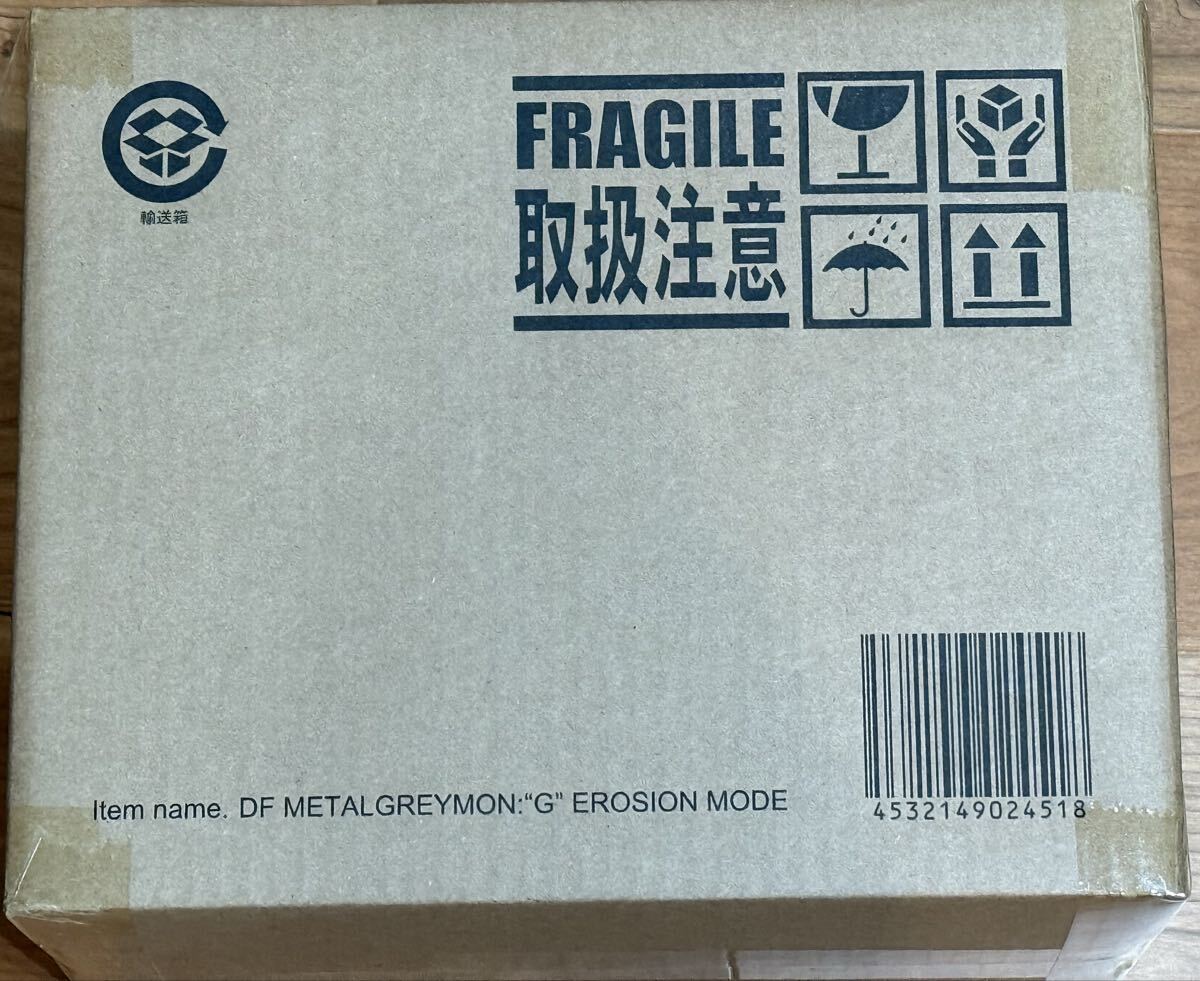 輸送箱
FRAGILE
取扱注意
Item name. DF METALGREYMON:“G” EROSION MODE
4532149024518